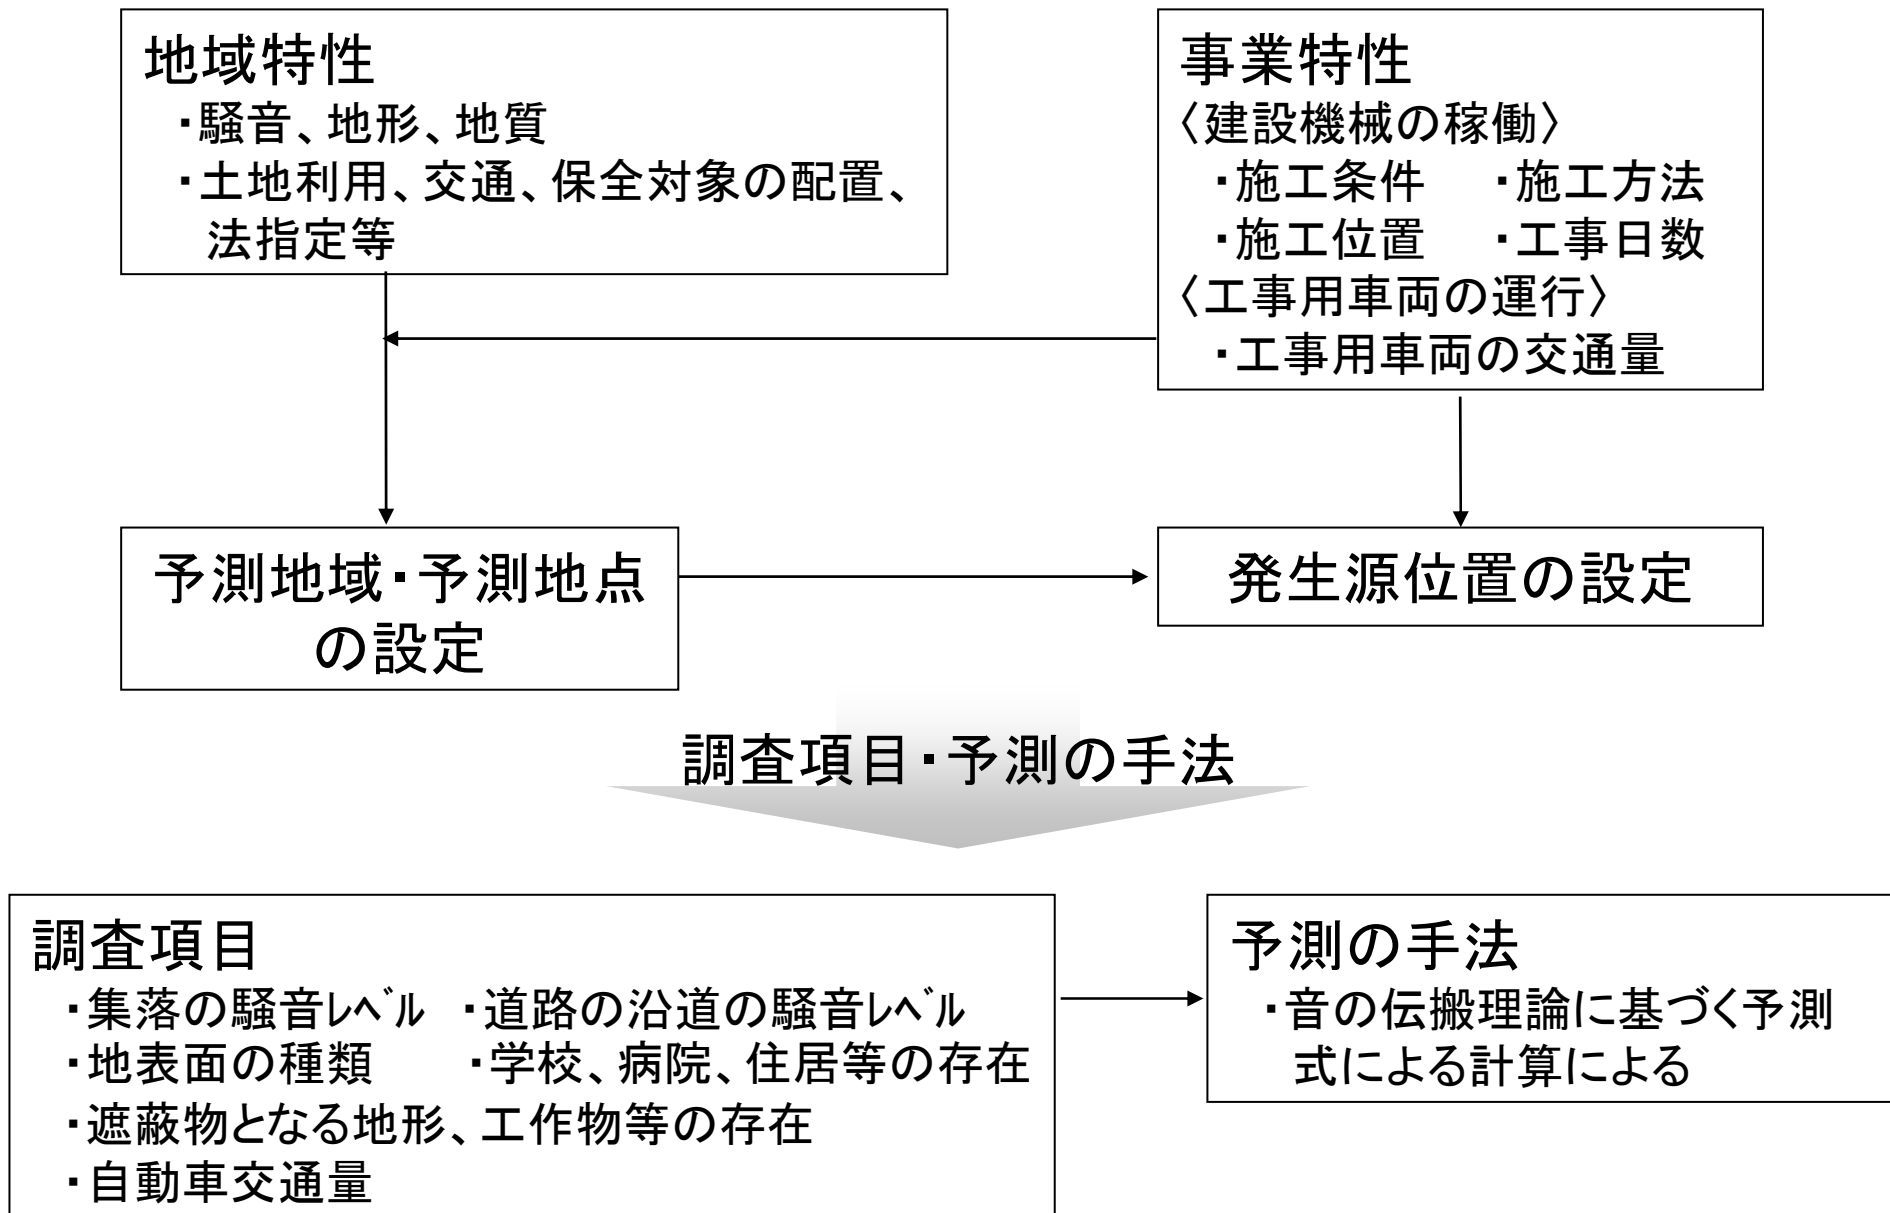 地域特性
・騒音、地形、地質
・土地利用、交通、保全対象の配置、
法指定等
事業特性
〈建設機械の稼働〉
・施工条件　・施工方法
・施工位置　・工事日数
〈工事用車両の運行〉
・工事用車両の交通量
予測地域・予測地点
の設定
発生源位置の設定
調査項目・予測の手法
調査項目
・集落の騒音ﾚﾍﾞﾙ　・道路の沿道の騒音ﾚﾍﾞﾙ
・地表面の種類　・学校、病院、住居等の存在
・遮蔽物となる地形、工作物等の存在
・自動車交通量
予測の手法
・音の伝搬理論に基づく予測
式による計算による